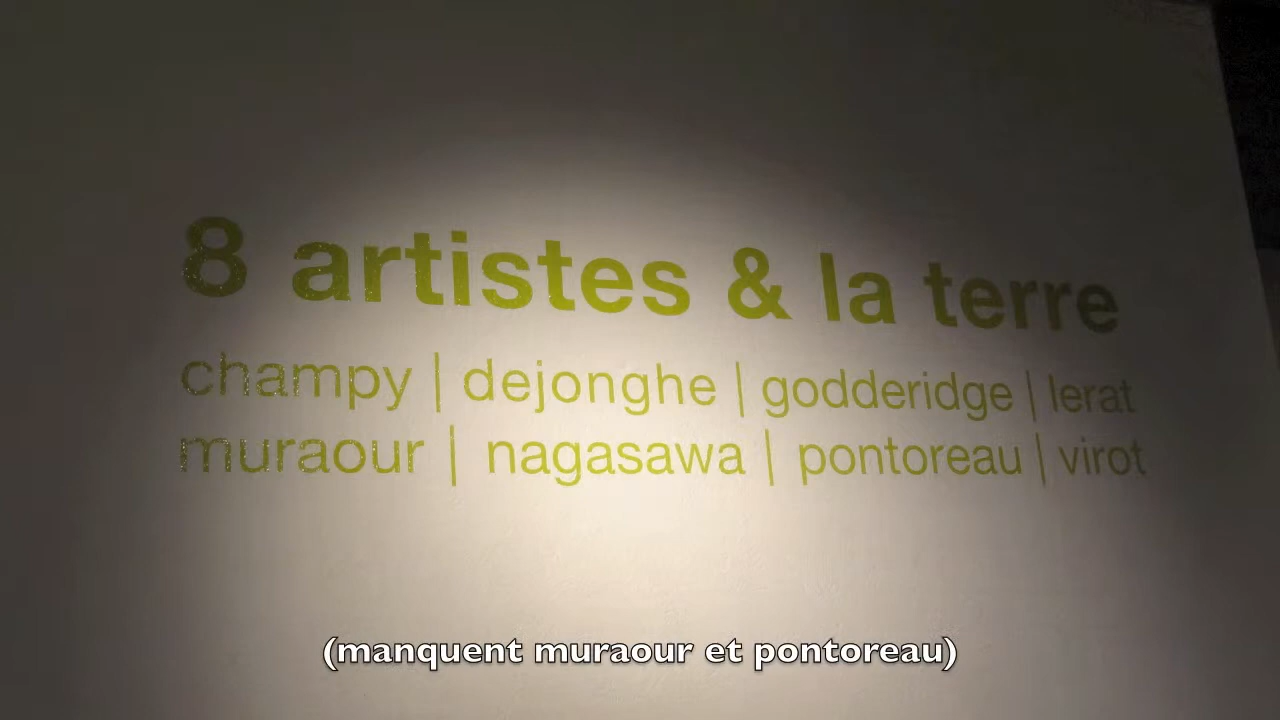 8 artistes & la terre
champy | dejonghe | godderidge | lerat
muraour | nagasawa | pontoreau | virot
(manquent muraour et pontoreau)